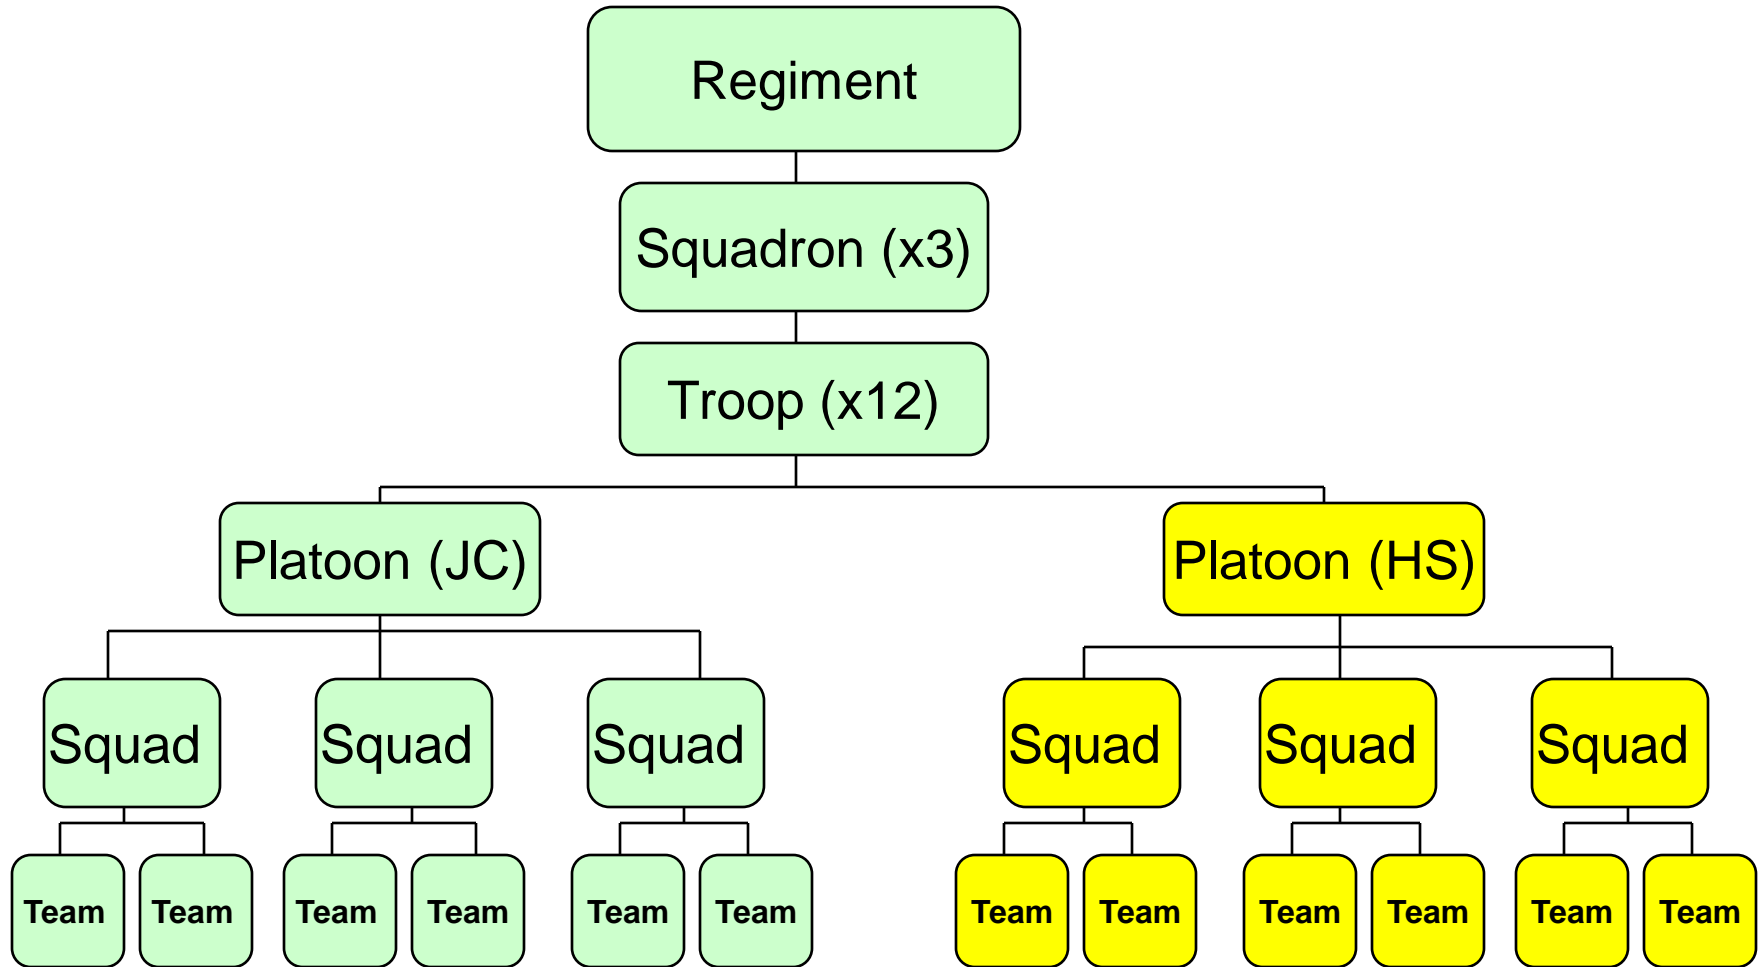 Regiment
Squadron (x3)
Troop (x12)
Platoon (JC)
Platoon (HS)
Squad
Squad
Squad
Squad
Squad
Squad
Team
Team
Team
Team
Team
Team
Team
Team
Team
Team
Team
Team